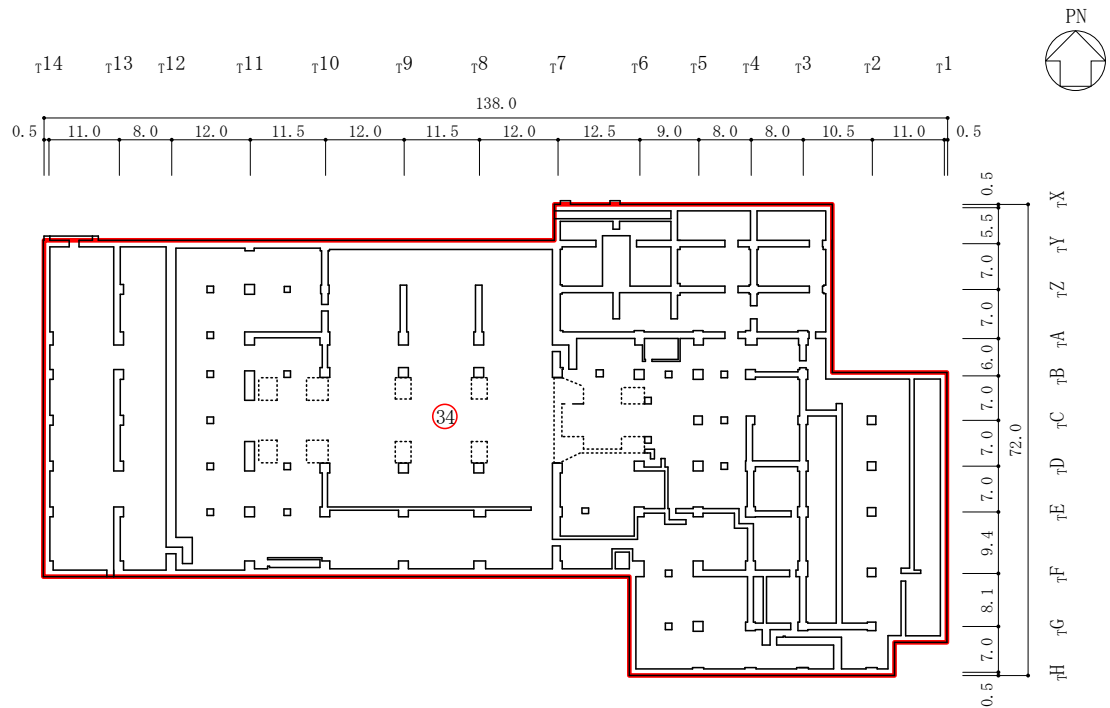 PN
T14 T13 T12 T11 T10 T9 T8 T7 T6 T5 T4 T3 T2 T1
138.0
0.5 11.0 8.0 12.0 11.5 12.0 11.5 12.0 12.5 9.0 8.0 8.0 10.5 11.0 0.5
0.5 TX
5.5
TY
7.0
TZ
7.0
TA
6.0
TB
7.0
TC
7.0
72.0
TD
7.0
TE
9.4
TF
8.1
TG
7.0
TH
0.5
34